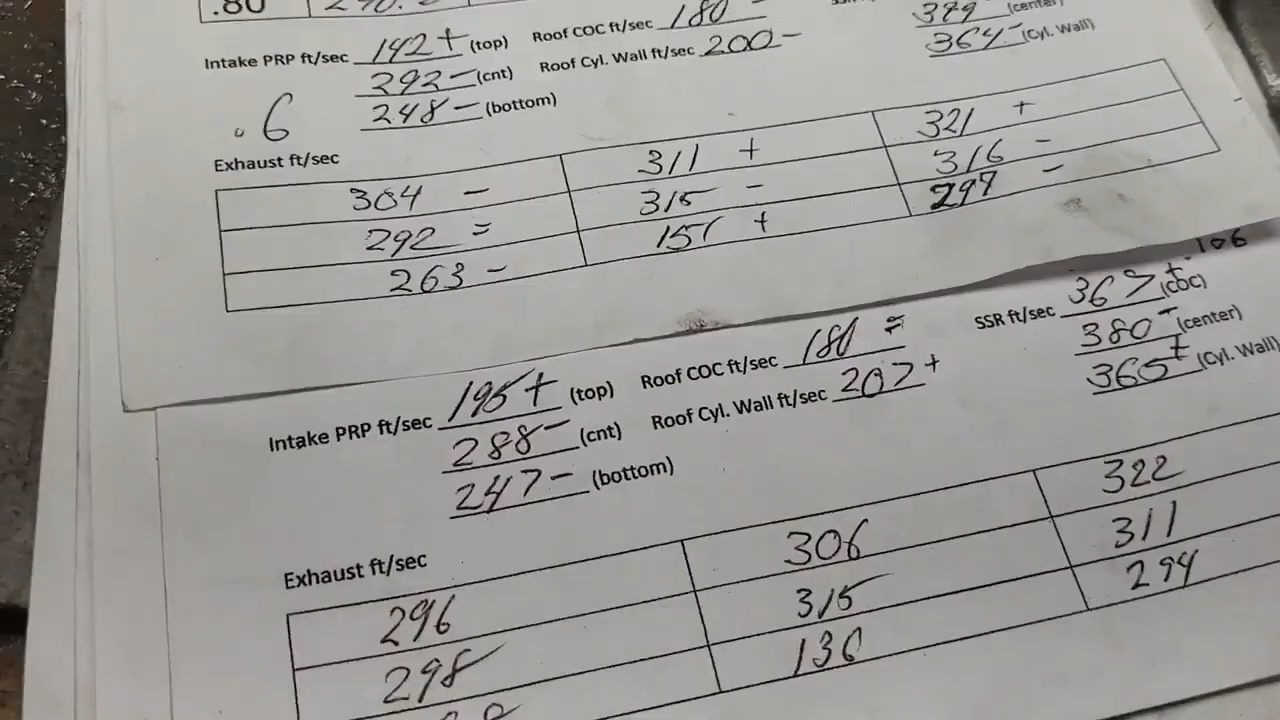 .80
Intake PRP ft/sec 142+ (top) Roof COC ft/sec 180 -
292- (cnt) Roof Cyl. Wall ft/sec 200-
248- (bottom)
379- (center)
364- (Cyl. Wall)
.6
Exhaust ft/sec
304 - 311 + 321 +
292 = 315 - 316 -
263 - 151 + 297 -
.106
Intake PRP ft/sec 195+ (top) Roof COC ft/sec 180 = SSR ft/sec 367+ (COC)
288- (cnt) Roof Cyl. Wall ft/sec 207+ 380- (center)
247- (bottom) 365+ (Cyl. Wall)
Exhaust ft/sec
296 306 322
298 315 311
136 294